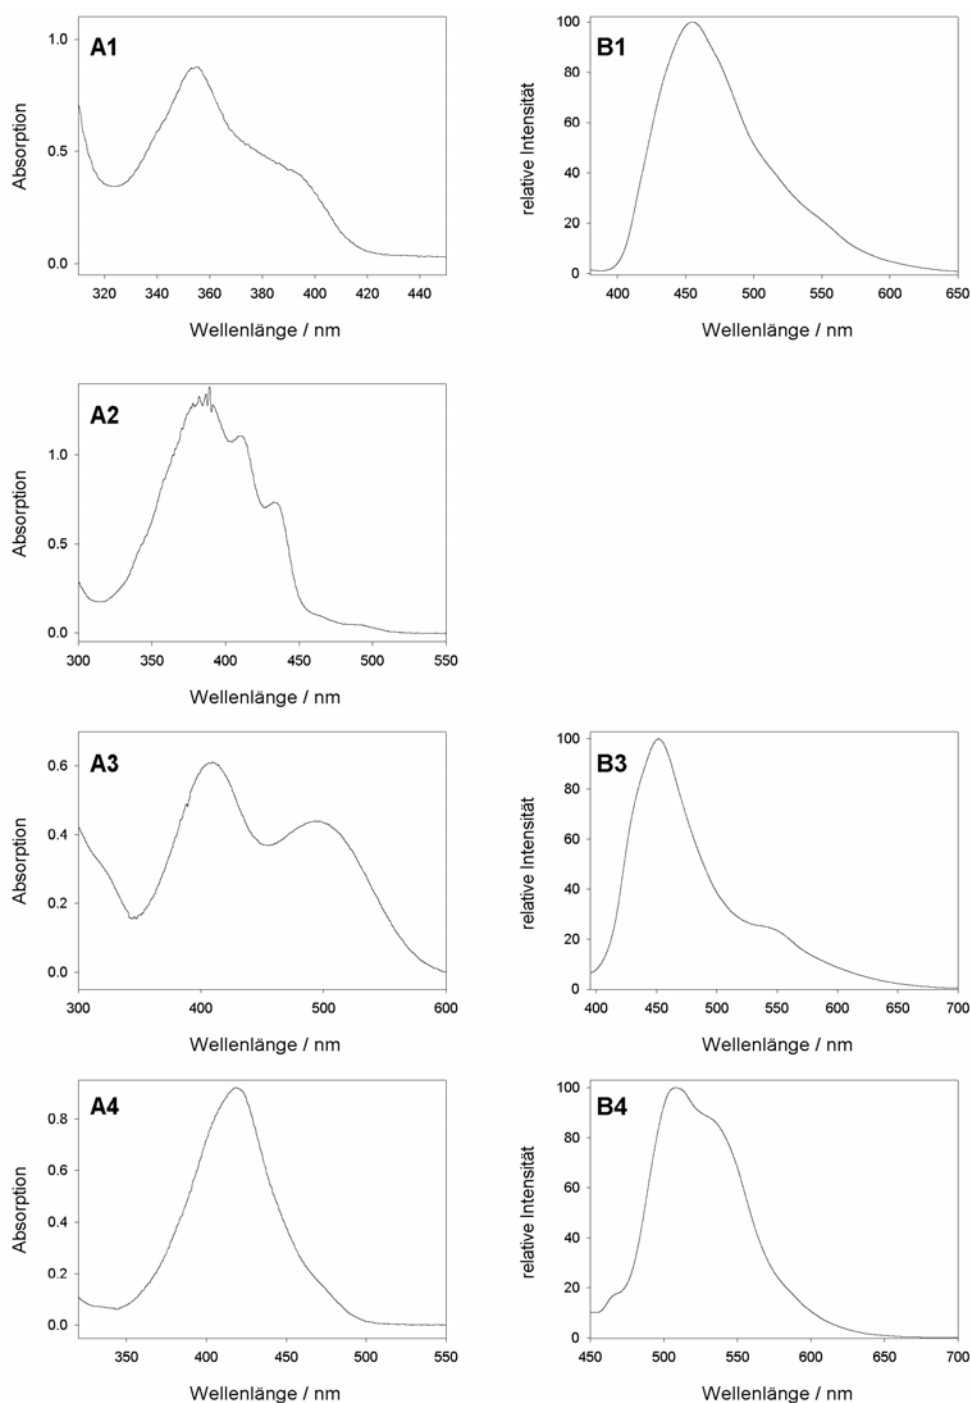 A1
Absorption
1.0
0.5
0.0
320 340 360 380 400 420 440
Wellenlänge / nm
B1
relative Intensität
100
80
60
40
20
0
400 450 500 550 600 650
Wellenlänge / nm
A2
Absorption
1.0
0.5
0.0
300 350 400 450 500 550
Wellenlänge / nm
A3
Absorption
0.6
0.4
0.2
0.0
300 400 500 600
Wellenlänge / nm
B3
relative Intensität
100
80
60
40
20
0
400 450 500 550 600 650 700
Wellenlänge / nm
A4
Absorption
0.8
0.6
0.4
0.2
0.0
350 400 450 500 550
Wellenlänge / nm
B4
relative Intensität
100
80
60
40
20
0
450 500 550 600 650 700
Wellenlänge / nm